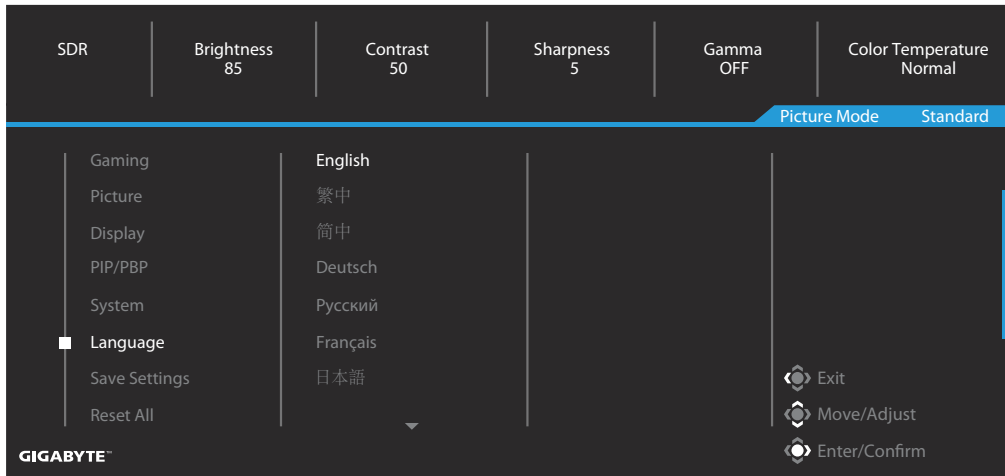 SDR
Brightness
85
Contrast
50
Sharpness
5
Gamma
OFF
Color Temperature
Normal
Picture Mode Standard
Gaming
Picture
Display
PIP/PBP
System
Language
Save Settings
Reset All
English
繁中
简中
Deutsch
Русский
Français
日本語
Exit
Move/Adjust
Enter/Confirm
GIGABYTE™